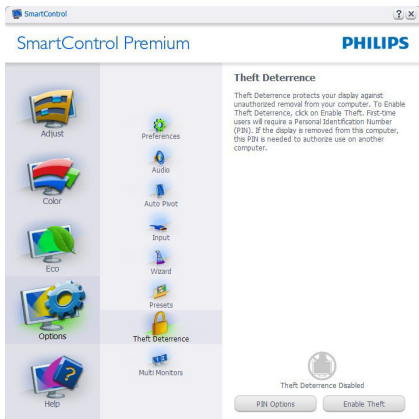 SmartControl
? ×
SmartControl Premium
PHILIPS
Adjust
Color
Eco
Options
Help
Preferences
Audio
Auto Pivot
Input
Wizard
Presets
Theft Deterrence
Multi Monitors
Theft Deterrence
Theft Deterrence protects your display against
unauthorized removal from your computer. To Enable
Theft Deterrence, click on Enable Theft. First-time
users will require a Personal Identification Number
(PIN). If the display is removed from this computer,
this PIN is needed to authorize use on another
computer.
Theft Deterrence Disabled
PIN Options
Enable Theft